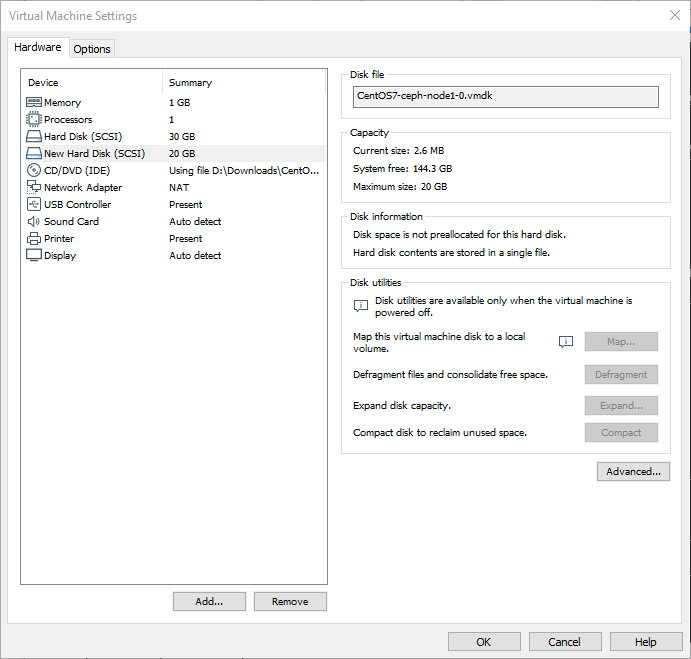 Virtual Machine Settings
Hardware
Options
Device Summary
Memory 1 GB
Processors 1
Hard Disk (SCSI) 30 GB
New Hard Disk (SCSI) 20 GB
CD/DVD (IDE) Using file D:\Downloads\CentO...
Network Adapter NAT
USB Controller Present
Sound Card Auto detect
Printer Present
Display Auto detect
Add...
Remove
Disk file
CentOS7-ceph-node1-0.vmdk
Capacity
Current size: 2.6 MB
System free: 144.3 GB
Maximum size: 20 GB
Disk information
Disk space is not preallocated for this hard disk.
Hard disk contents are stored in a single file.
Disk utilities
Disk utilities are available only when the virtual machine is
powered off.
Map this virtual machine disk to a local
volume.
Map...
Defragment files and consolidate free space.
Defragment
Expand disk capacity.
Expand...
Compact disk to reclaim unused space.
Compact
Advanced...
OK
Cancel
Help